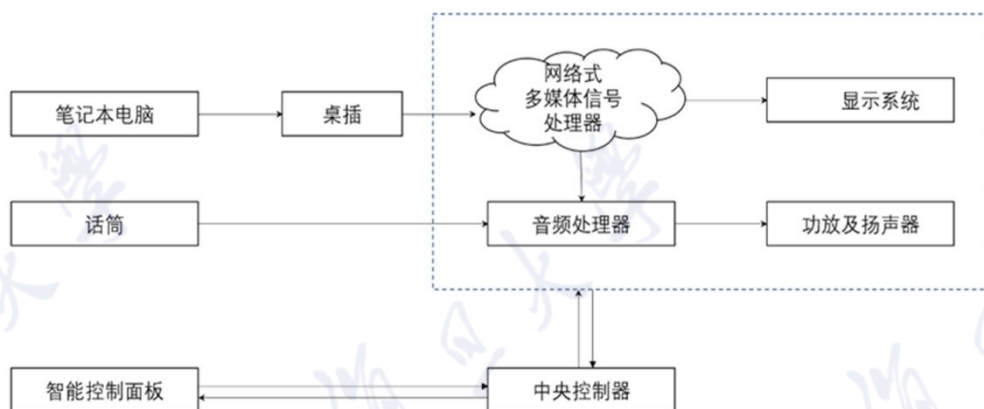 网络式
多媒体信号
处理器
笔记本电脑
桌插
显示系统
话筒
音频处理器
功放及扬声器
智能控制面板
中央控制器